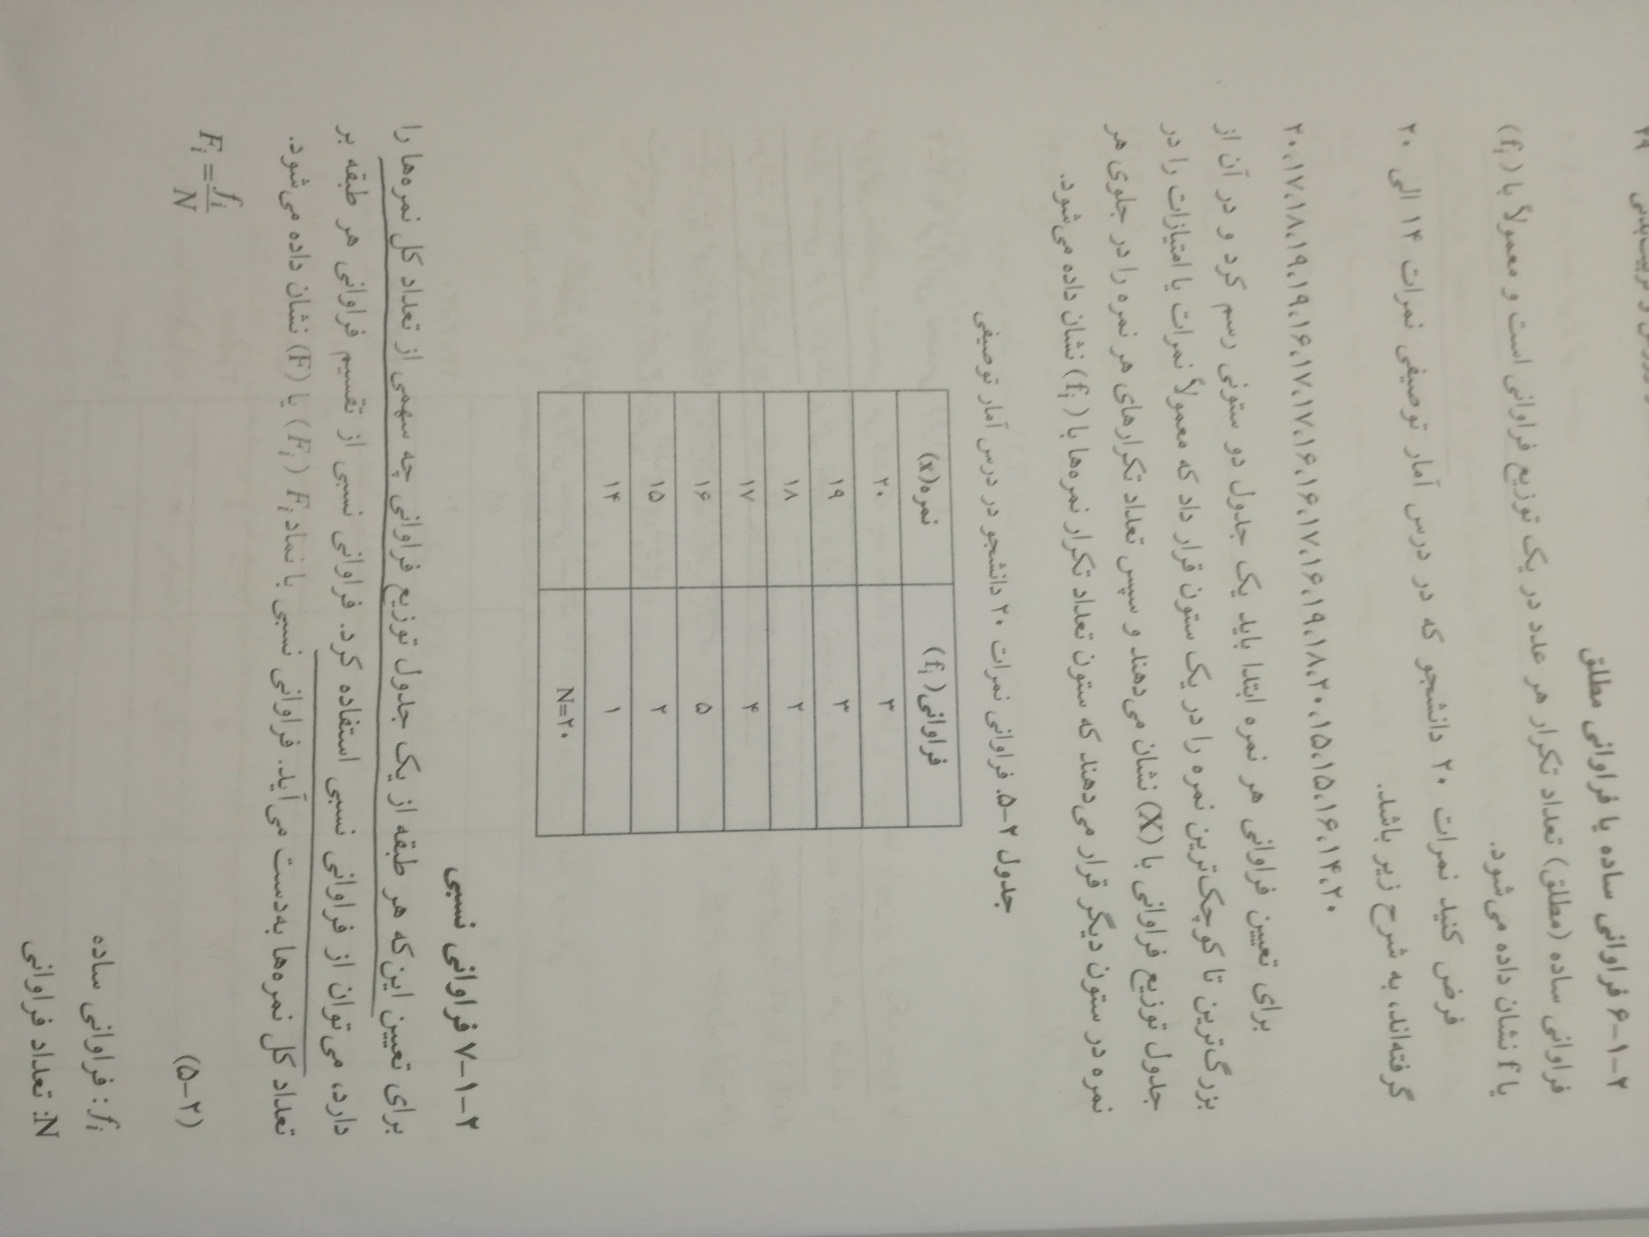 ۲۹
۲-۱-۶ فراوانی ساده یا فراوانی مطلق
فراوانی ساده (مطلق) تعداد تکرار هر عدد در یک توزیع فراوانی است و معمولاً با (fᵢ)
یا f نشان داده می‌شود.
فرض کنید نمرات ۲۰ دانشجو که در درس آمار توصیفی نمرات ۱۴ الی ۲۰
گرفته‌اند، به شرح زیر باشد.
۲۰،۱۷،۱۸،۱۹،۱۹،۱۶،۱۷،۱۷،۱۶،۱۶،۱۷،۱۶،۱۹،۱۸،۲۰،۱۵،۱۵،۱۶،۱۴،۲۰
برای تعیین فراوانی هر نمره ابتدا باید یک جدول دو ستونی رسم کرد و در آن از
بزرگ‌ترین تا کوچک‌ترین نمره را در یک ستون قرار داد که معمولاً نمرات یا امتیازات را در
جدول توزیع فراوانی با (X) نشان می‌دهند و سپس تعداد تکرارهای هر نمره را در جلوی هر
نمره در ستون دیگر قرار می‌دهند که ستون تعداد تکرار نمره‌ها با (fᵢ) نشان داده می‌شود.
جدول ۲-۵. فراوانی نمرات ۲۰ دانشجو در درس آمار توصیفی
نمره(x) فراوانی(fᵢ)
۲۰ ۳
۱۹ ۳
۱۸ ۲
۱۷ ۴
۱۶ ۵
۱۵ ۲
۱۴ ۱
N=۲۰
۲-۱-۷ فراوانی نسبی
برای تعیین این‌که هر طبقه از یک جدول توزیع فراوانی چه سهمی از تعداد کل نمره‌ها را
دارد، می‌توان از فراوانی نسبی استفاده کرد. فراوانی نسبی از تقسیم فراوانی هر طبقه بر
تعداد کل نمره‌ها به‌دست می‌آید. فراوانی نسبی با نماد Fᵢ (Fᵢ) یا (F) نشان داده می‌شود.
(۲-۵) Fᵢ = fᵢ/N
fᵢ: فراوانی ساده
N: تعداد فراوانی